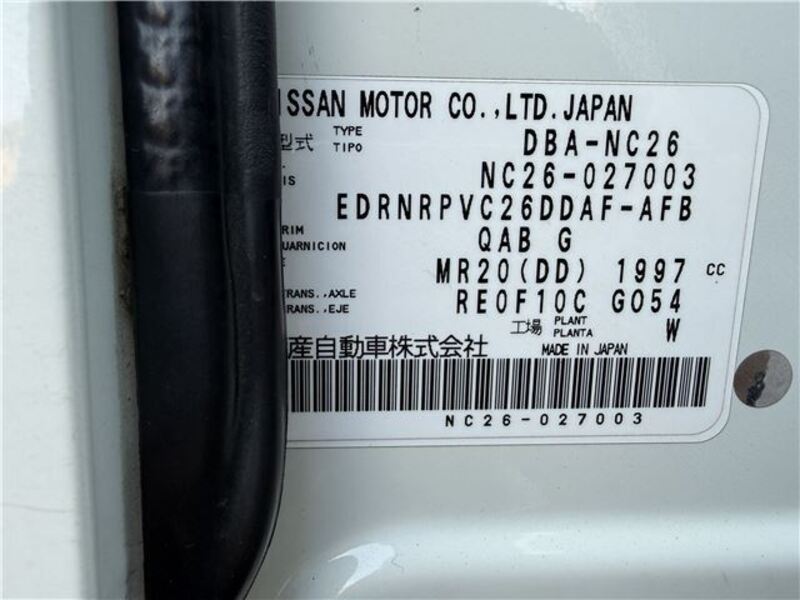 ISSAN MOTOR CO.,LTD.JAPAN
型式 TYPE TIPO DBA-NC26
IS NC26-027003
EDRNRPVC26DDAF-AFB
RIM UARNICION QAB G
E MR20(DD) 1997 CC
TRANS.,AXLE TRANS.,EJE RE0F10C G054
工場 PLANT PLANTA W
産自動車株式会社 MADE IN JAPAN
NC26-027003